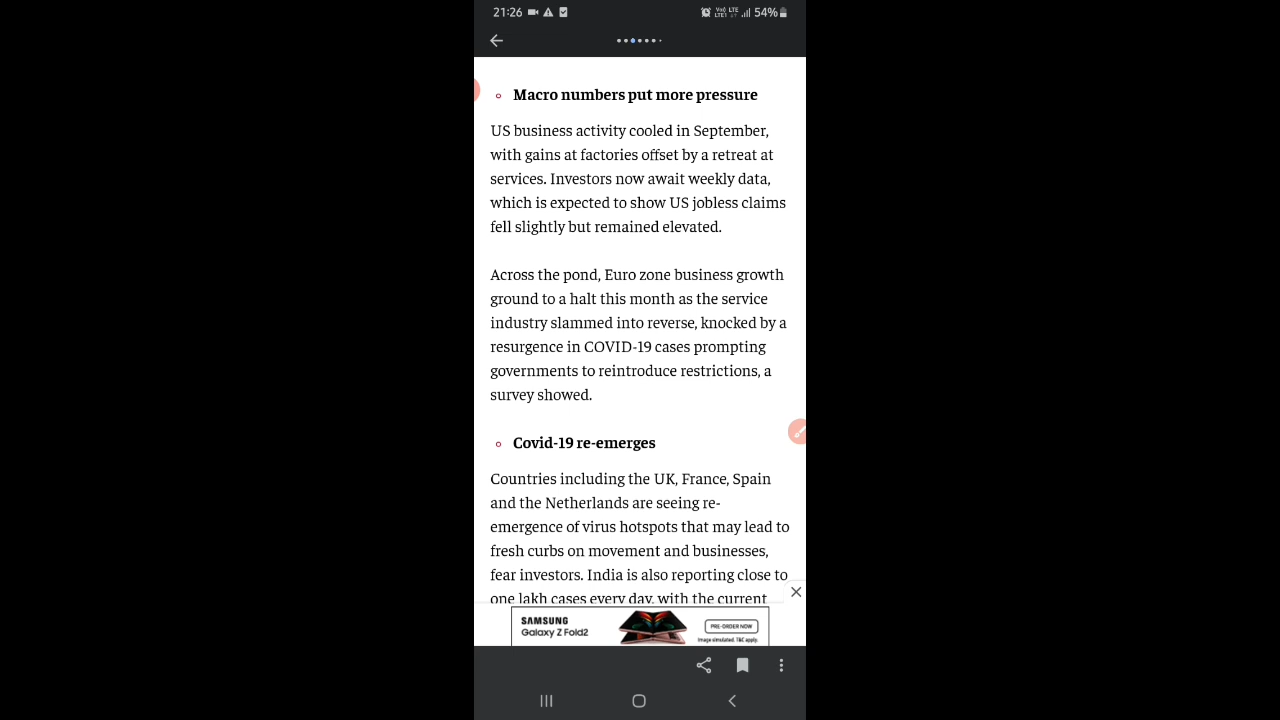 21:26
Vo) LTE
LTE1
54%
Macro numbers put more pressure
US business activity cooled in September,
with gains at factories offset by a retreat at
services. Investors now await weekly data,
which is expected to show US jobless claims
fell slightly but remained elevated.
Across the pond, Euro zone business growth
ground to a halt this month as the service
industry slammed into reverse, knocked by a
resurgence in COVID-19 cases prompting
governments to reintroduce restrictions, a
survey showed.
Covid-19 re-emerges
Countries including the UK, France, Spain
and the Netherlands are seeing re-
emergence of virus hotspots that may lead to
fresh curbs on movement and businesses,
fear investors. India is also reporting close to
one lakh cases every day, with the current
SAMSUNG
Galaxy Z Fold2
PRE-ORDER NOW
Image simulated. T&C apply.